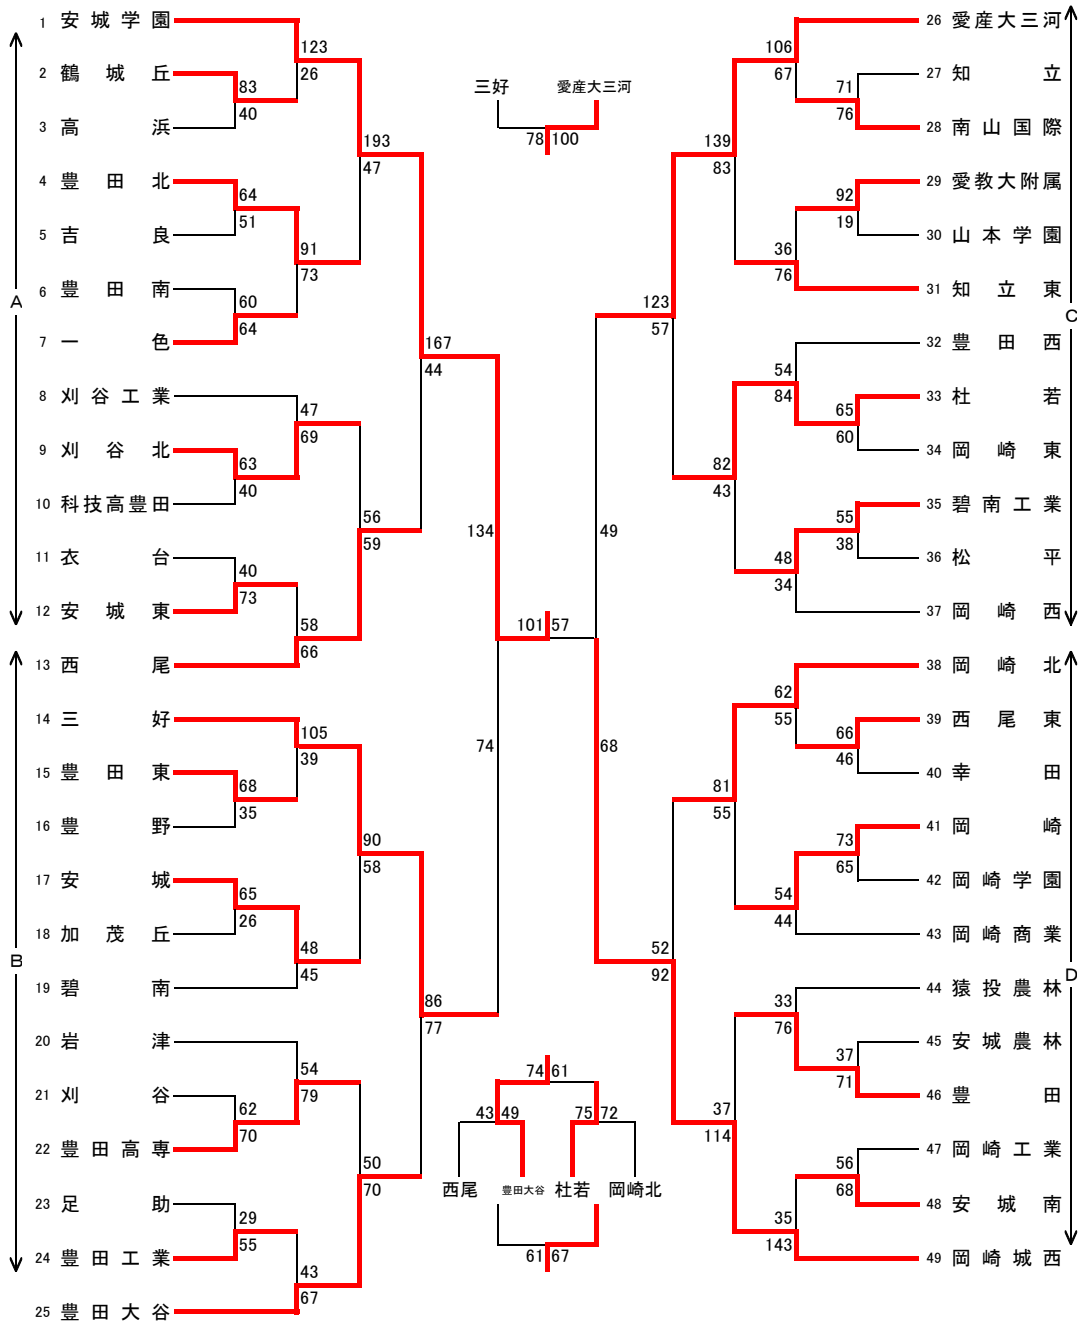 1 安城学園
2 鶴城丘
3 高浜
4 豊田北
5 吉良
6 豊田南
7 一色
8 刈谷工業
9 刈谷北
10 科技高豊田
11 衣台
12 安城東
13 西尾
14 三好
15 豊田東
16 豊野
17 安城
18 加茂丘
19 碧南
20 岩津
21 刈谷
22 豊田高専
23 足助
24 豊田工業
25 豊田大谷
A
B
83
40
64
51
60
64
63
40
40
73
68
35
65
26
62
70
29
55
123
26
91
73
47
69
58
66
105
39
48
45
54
79
43
67
193
47
56
59
90
58
50
70
167
44
86
77
134
74
101 57
49
68
三好 愛産大三河
78 100
74 61
43 49 75 72
西尾 豊田大谷 杜若 岡崎北
61 67
123
57
52
92
139
83
82
43
81
55
37
114
106
67
36
76
54
84
48
34
62
55
54
44
33
76
35
143
71
76
92
19
65
60
55
38
66
46
73
65
37
71
56
68
26 愛産大三河
27 知立
28 南山国際
29 愛教大附属
30 山本学園
31 知立東
32 豊田西
33 杜若
34 岡崎東
35 碧南工業
36 松平
37 岡崎西
38 岡崎北
39 西尾東
40 幸田
41 岡崎
42 岡崎学園
43 岡崎商業
44 猿投農林
45 安城農林
46 豊田
47 岡崎工業
48 安城南
49 岡崎城西
C
D